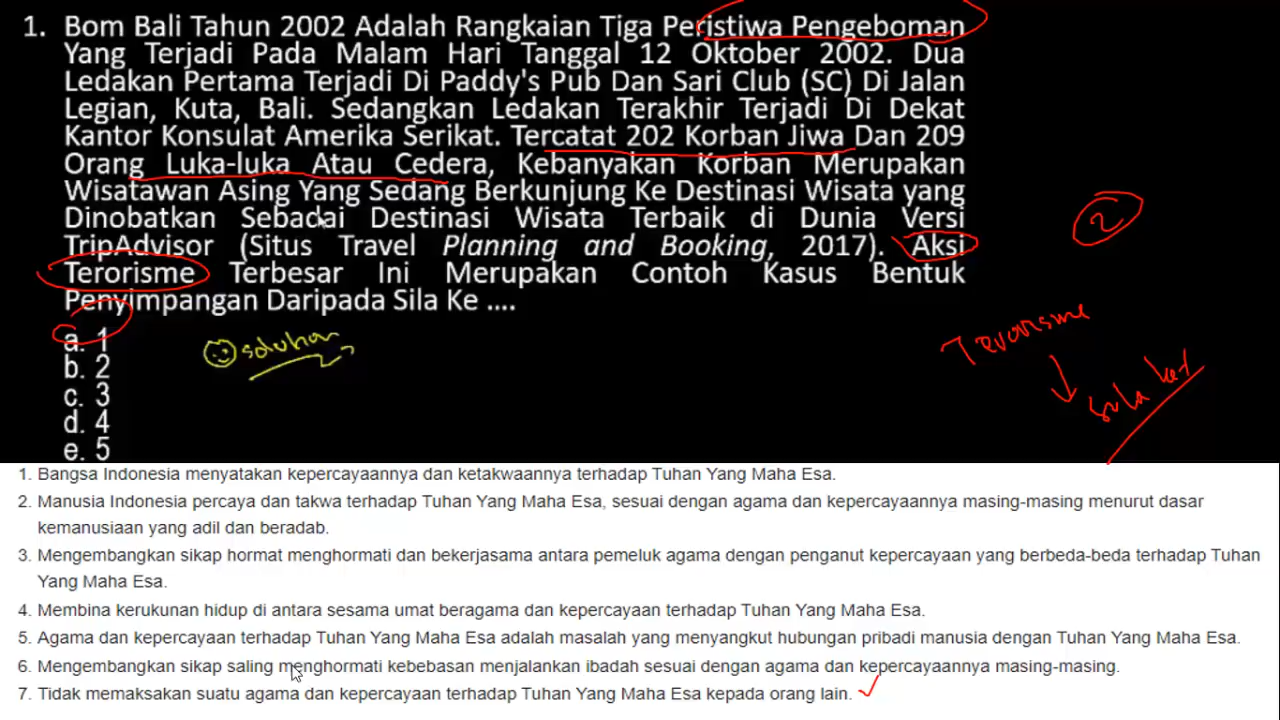 1. Bom Bali Tahun 2002 Adalah Rangkaian Tiga Peristiwa Pengeboman
Yang Terjadi Pada Malam Hari Tanggal 12 Oktober 2002. Dua
Ledakan Pertama Terjadi Di Paddy's Pub Dan Sari Club (SC) Di Jalan
Legian, Kuta, Bali. Sedangkan Ledakan Terakhir Terjadi Di Dekat
Kantor Konsulat Amerika Serikat. Tercatat 202 Korban Jiwa Dan 209
Orang Luka-luka Atau Cedera, Kebanyakan Korban Merupakan
Wisatawan Asing Yang Sedang Berkunjung Ke Destinasi Wisata yang
Dinobatkan Sebadai Destinasi Wisata Terbaik di Dunia Versi
TripAdvisor (Situs Travel Planning and Booking, 2017). Aksi
Terorisme Terbesar Ini Merupakan Contoh Kasus Bentuk
Penyimpangan Daripada Sila Ke ....
a. 1
b. 2
c. 3
d. 4
e. 5
2
Terorisme
sila ke 1
1. Bangsa Indonesia menyatakan kepercayaannya dan ketakwaannya terhadap Tuhan Yang Maha Esa.
2. Manusia Indonesia percaya dan takwa terhadap Tuhan Yang Maha Esa, sesuai dengan agama dan kepercayaannya masing-masing menurut dasar
kemanusiaan yang adil dan beradab.
3. Mengembangkan sikap hormat menghormati dan bekerjasama antara pemeluk agama dengan penganut kepercayaan yang berbeda-beda terhadap Tuhan
Yang Maha Esa.
4. Membina kerukunan hidup di antara sesama umat beragama dan kepercayaan terhadap Tuhan Yang Maha Esa.
5. Agama dan kepercayaan terhadap Tuhan Yang Maha Esa adalah masalah yang menyangkut hubungan pribadi manusia dengan Tuhan Yang Maha Esa.
6. Mengembangkan sikap saling menghormati kebebasan menjalankan ibadah sesuai dengan agama dan kepercayaannya masing-masing.
7. Tidak memaksakan suatu agama dan kepercayaan terhadap Tuhan Yang Maha Esa kepada orang lain.